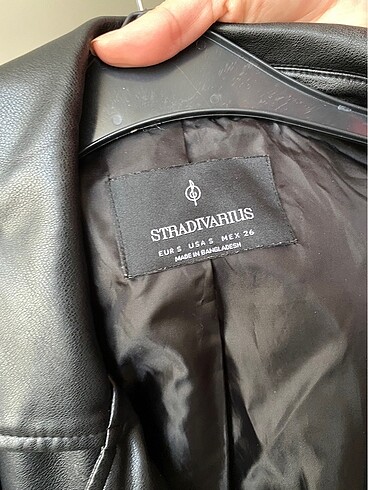 STRADIVARIUS
EUR S USA S MEX 26
MADE IN BANGLADESH